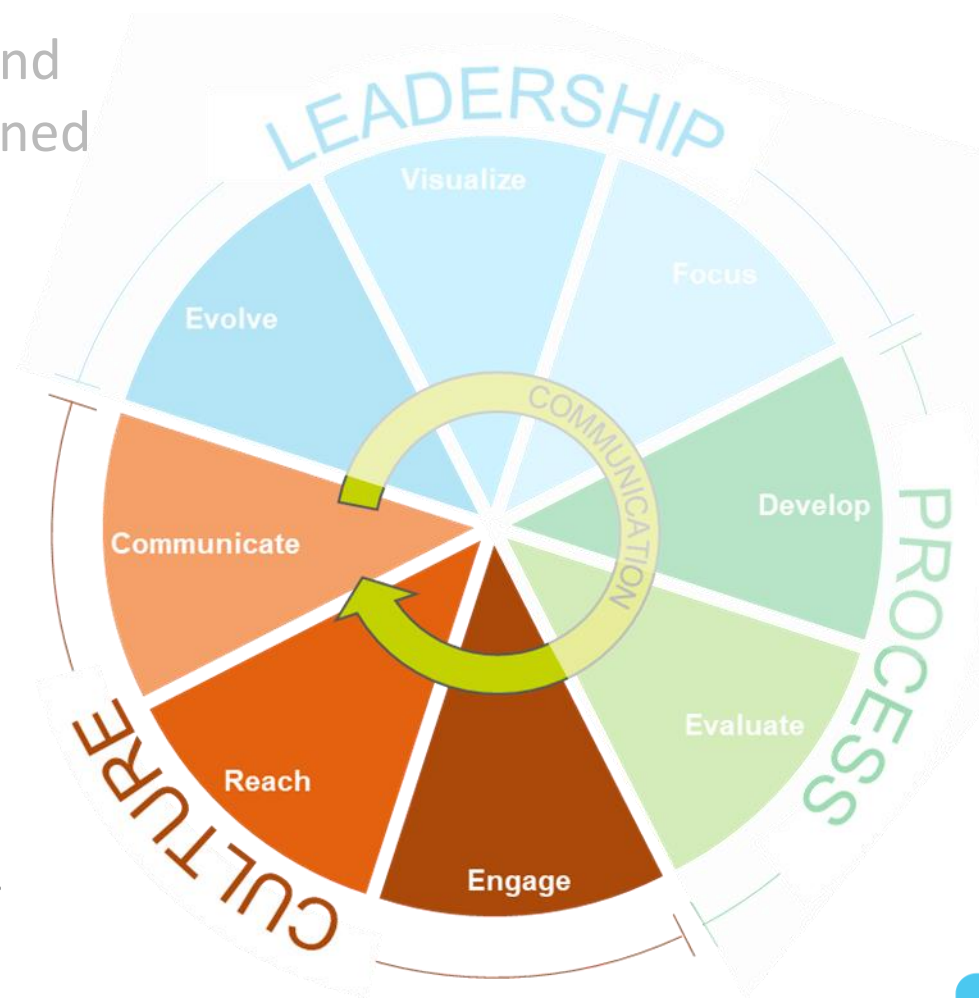 nd
ned
LEADERSHIP
Visualize
Focus
Evolve
COMMUNICATION
Develop
Communicate
PROCESS
Evaluate
Reach
CULTURE
Engage